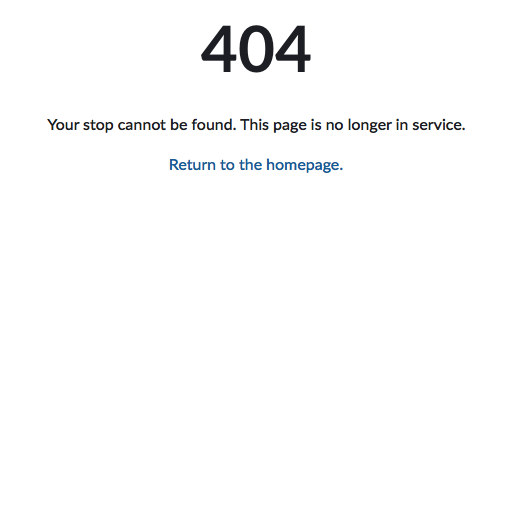 404
Your stop cannot be found. This page is no longer in service.
Return to the homepage.